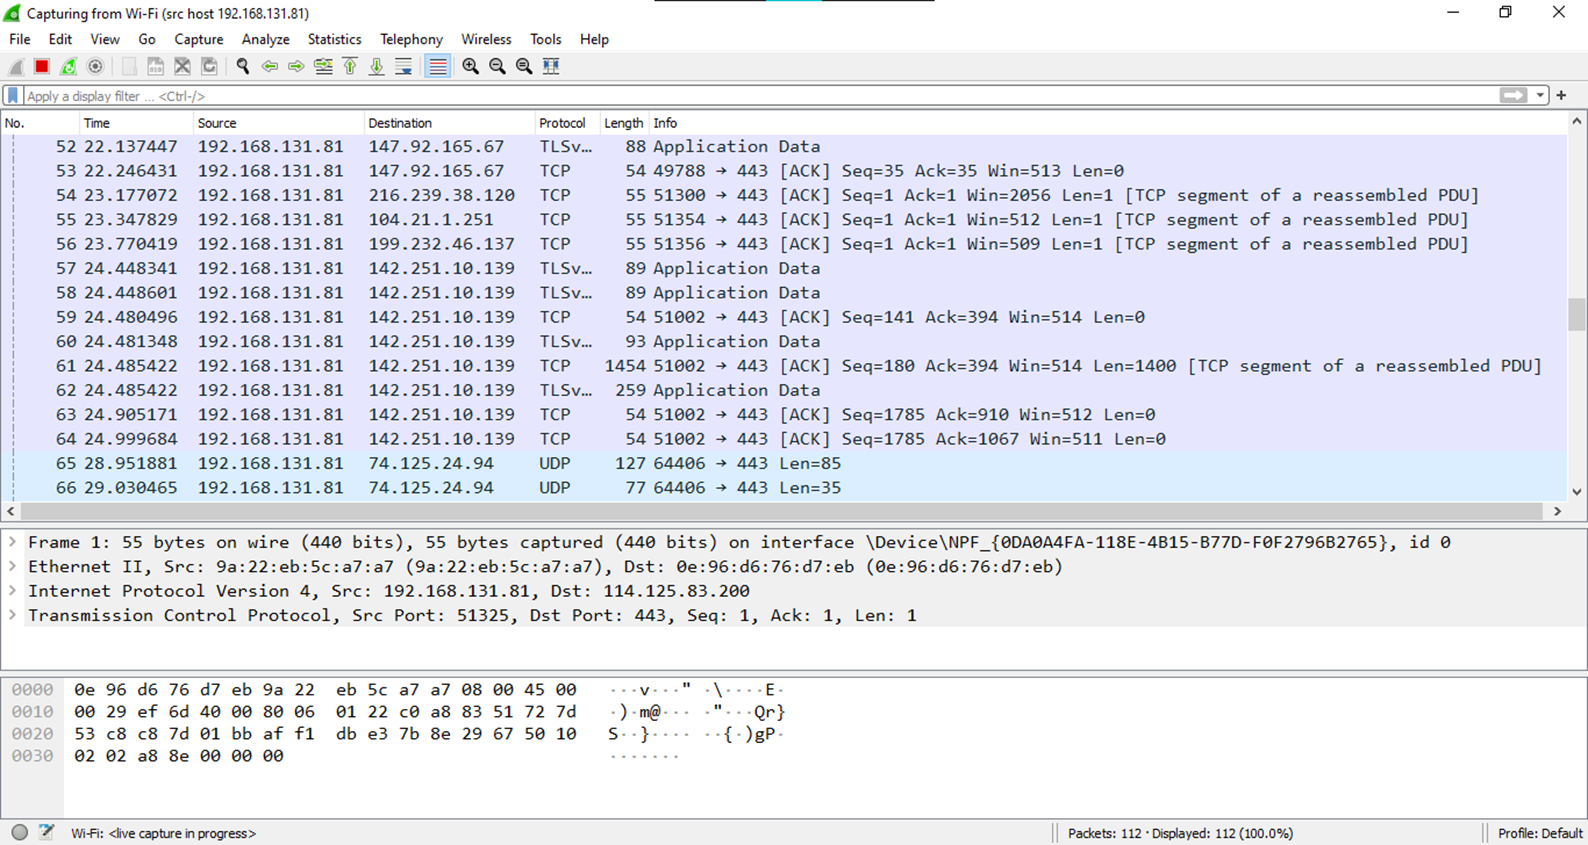 Capturing from Wi-Fi (src host 192.168.131.81)
File Edit View Go Capture Analyze Statistics Telephony Wireless Tools Help
Apply a display filter ... <Ctrl-/>
No. Time Source Destination Protocol Length Info
52 22.137447 192.168.131.81 147.92.165.67 TLSv... 88 Application Data
53 22.246431 192.168.131.81 147.92.165.67 TCP 54 49788 → 443 [ACK] Seq=35 Ack=35 Win=513 Len=0
54 23.177072 192.168.131.81 216.239.38.120 TCP 55 51300 → 443 [ACK] Seq=1 Ack=1 Win=2056 Len=1 [TCP segment of a reassembled PDU]
55 23.347829 192.168.131.81 104.21.1.251 TCP 55 51354 → 443 [ACK] Seq=1 Ack=1 Win=512 Len=1 [TCP segment of a reassembled PDU]
56 23.770419 192.168.131.81 199.232.46.137 TCP 55 51356 → 443 [ACK] Seq=1 Ack=1 Win=509 Len=1 [TCP segment of a reassembled PDU]
57 24.448341 192.168.131.81 142.251.10.139 TLSv... 89 Application Data
58 24.448601 192.168.131.81 142.251.10.139 TLSv... 89 Application Data
59 24.480496 192.168.131.81 142.251.10.139 TCP 54 51002 → 443 [ACK] Seq=141 Ack=394 Win=514 Len=0
60 24.481348 192.168.131.81 142.251.10.139 TLSv... 93 Application Data
61 24.485422 192.168.131.81 142.251.10.139 TCP 1454 51002 → 443 [ACK] Seq=180 Ack=394 Win=514 Len=1400 [TCP segment of a reassembled PDU]
62 24.485422 192.168.131.81 142.251.10.139 TLSv... 259 Application Data
63 24.905171 192.168.131.81 142.251.10.139 TCP 54 51002 → 443 [ACK] Seq=1785 Ack=910 Win=512 Len=0
64 24.999684 192.168.131.81 142.251.10.139 TCP 54 51002 → 443 [ACK] Seq=1785 Ack=1067 Win=511 Len=0
65 28.951881 192.168.131.81 74.125.24.94 UDP 127 64406 → 443 Len=85
66 29.030465 192.168.131.81 74.125.24.94 UDP 77 64406 → 443 Len=35
Frame 1: 55 bytes on wire (440 bits), 55 bytes captured (440 bits) on interface \Device\NPF_{0DA0A4FA-118E-4B15-B77D-F0F2796B2765}, id 0
Ethernet II, Src: 9a:22:eb:5c:a7:a7 (9a:22:eb:5c:a7:a7), Dst: 0e:96:d6:76:d7:eb (0e:96:d6:76:d7:eb)
Internet Protocol Version 4, Src: 192.168.131.81, Dst: 114.125.83.200
Transmission Control Protocol, Src Port: 51325, Dst Port: 443, Seq: 1, Ack: 1, Len: 1
0000 0e 96 d6 76 d7 eb 9a 22 eb 5c a7 a7 08 00 45 00 ···v···" ·\····E·
0010 00 29 ef 6d 40 00 80 06 01 22 c0 a8 83 51 72 7d ·)·m@··· ·"···Qr}
0020 53 c8 c8 7d 01 bb af f1 db e3 7b 8e 29 67 50 10 S··}···· ··{·)gP·
0030 02 02 a8 8e 00 00 00 ·······
Wi-Fi: <live capture in progress> Packets: 112 · Displayed: 112 (100.0%) Profile: Default